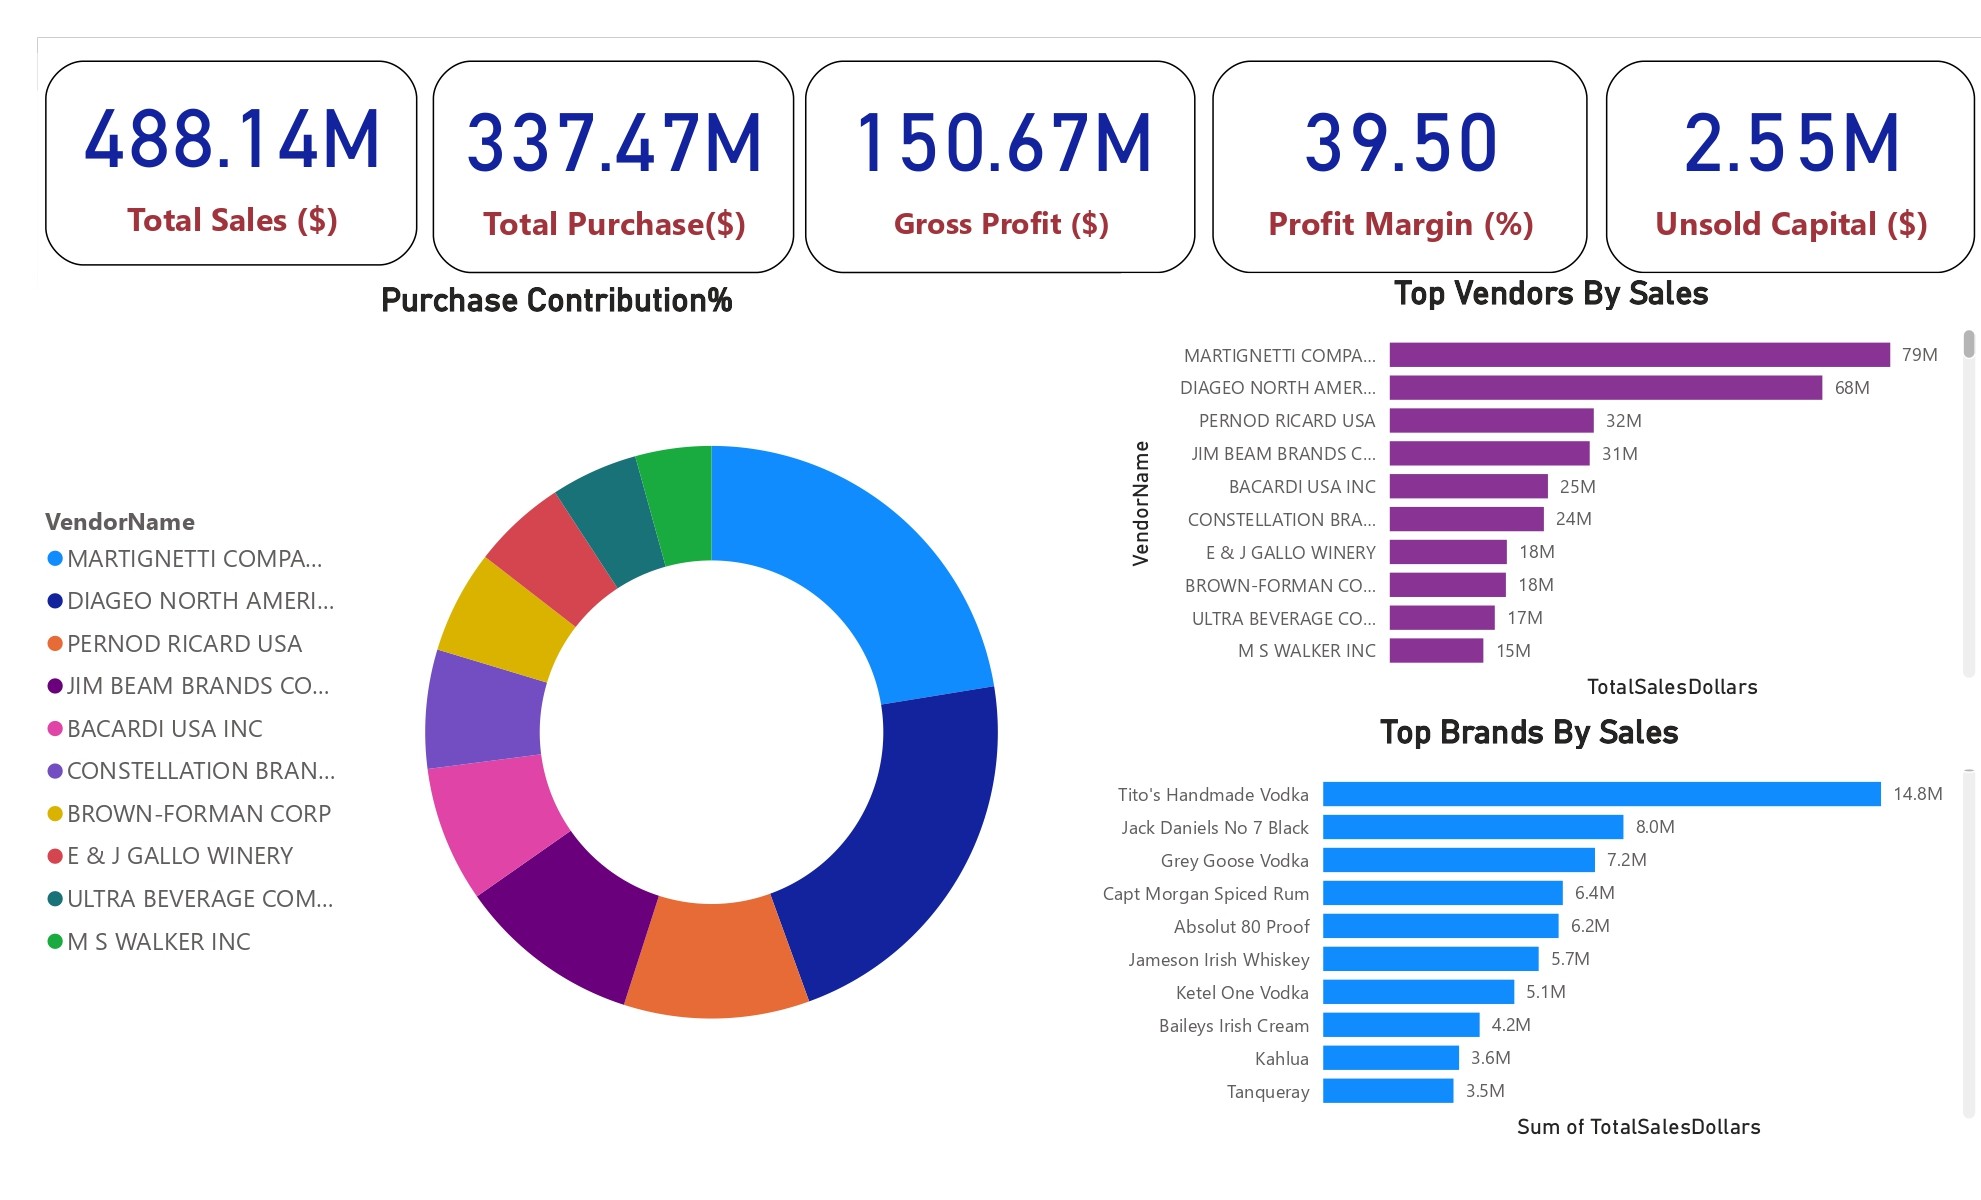 488.14M
Total Sales ($)
337.47M
Total Purchase($)
150.67M
Gross Profit ($)
39.50
Profit Margin (%)
2.55M
Unsold Capital ($)
Purchase Contribution%
VendorName
MARTIGNETTI COMPA...
DIAGEO NORTH AMERI...
PERNOD RICARD USA
JIM BEAM BRANDS CO...
BACARDI USA INC
CONSTELLATION BRAN...
BROWN-FORMAN CORP
E & J GALLO WINERY
ULTRA BEVERAGE COM...
M S WALKER INC
Top Vendors By Sales
VendorName
MARTIGNETTI COMPA... 79M
DIAGEO NORTH AMER... 68M
PERNOD RICARD USA 32M
JIM BEAM BRANDS C... 31M
BACARDI USA INC 25M
CONSTELLATION BRA... 24M
E & J GALLO WINERY 18M
BROWN-FORMAN CO... 18M
ULTRA BEVERAGE CO... 17M
M S WALKER INC 15M
TotalSalesDollars
Top Brands By Sales
Tito's Handmade Vodka 14.8M
Jack Daniels No 7 Black 8.0M
Grey Goose Vodka 7.2M
Capt Morgan Spiced Rum 6.4M
Absolut 80 Proof 6.2M
Jameson Irish Whiskey 5.7M
Ketel One Vodka 5.1M
Baileys Irish Cream 4.2M
Kahlua 3.6M
Tanqueray 3.5M
Sum of TotalSalesDollars